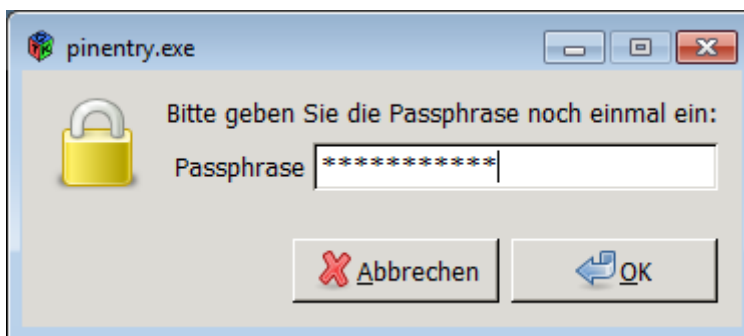 pinentry.exe
Bitte geben Sie die Passphrase noch einmal ein:
Passphrase ***********
Abbrechen OK